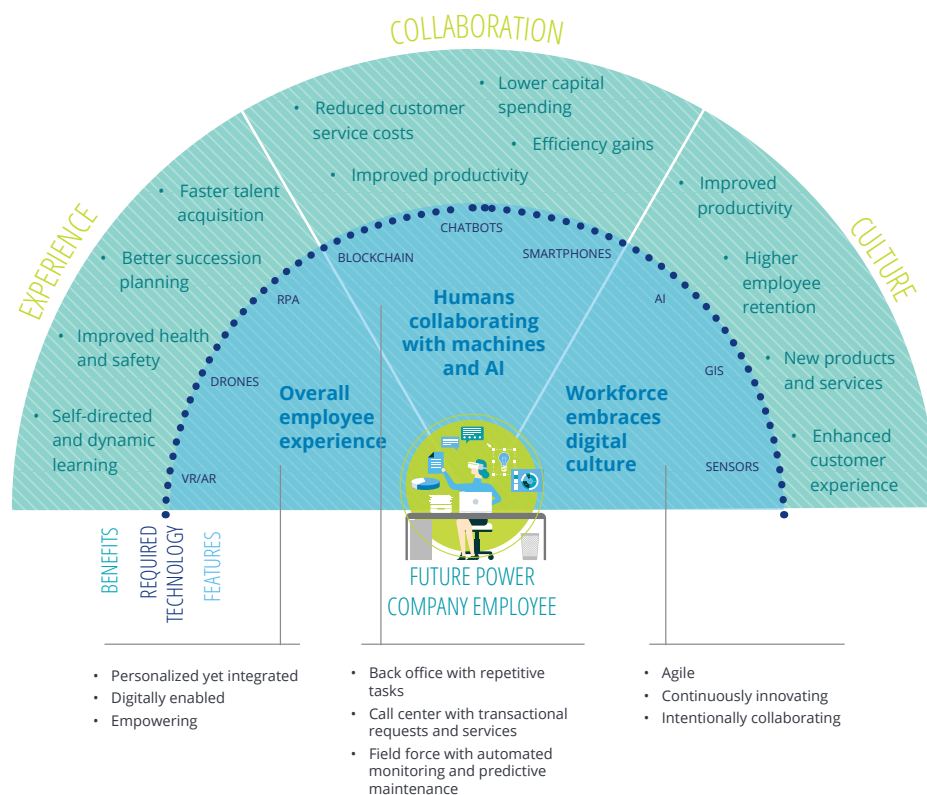 COLLABORATION
EXPERIENCE
CULTURE
• Faster talent
acquisition
• Better succession
planning
• Improved health
and safety
• Self-directed
and dynamic
learning
• Reduced customer
service costs
• Lower capital
spending
• Efficiency gains
• Improved productivity
• Improved
productivity
• Higher
employee
retention
• New products
and services
• Enhanced
customer
experience
VR/AR
DRONES
RPA
BLOCKCHAIN
CHATBOTS
SMARTPHONES
AI
GIS
SENSORS
Overall
employee
experience
Humans
collaborating
with machines
and AI
Workforce
embraces
digital
culture
BENEFITS
REQUIRED
TECHNOLOGY
FEATURES
FUTURE POWER
COMPANY EMPLOYEE
• Personalized yet integrated
• Digitally enabled
• Empowering
• Back office with repetitive
tasks
• Call center with transactional
requests and services
• Field force with automated
monitoring and predictive
maintenance
• Agile
• Continuously innovating
• Intentionally collaborating